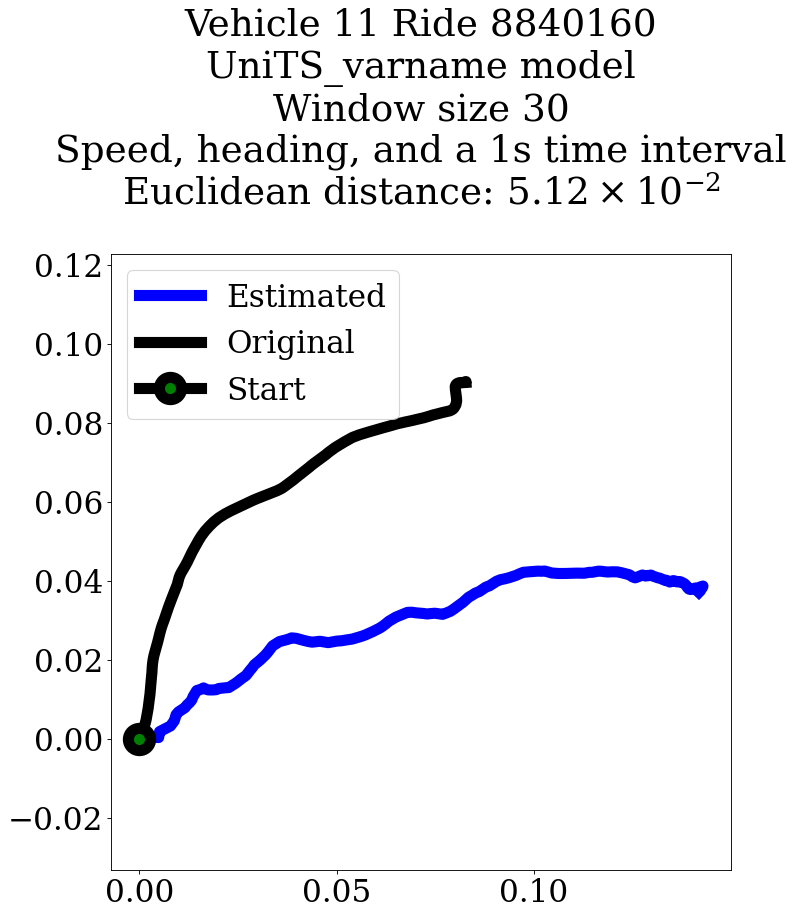 Vehicle 11 Ride 8840160
UniTS_varname model
Window size 30
Speed, heading, and a 1s time interval
Euclidean distance: 5.12 × 10⁻²
0.12
0.10
0.08
0.06
0.04
0.02
0.00
−0.02
Estimated
Original
Start
0.00 0.05 0.10